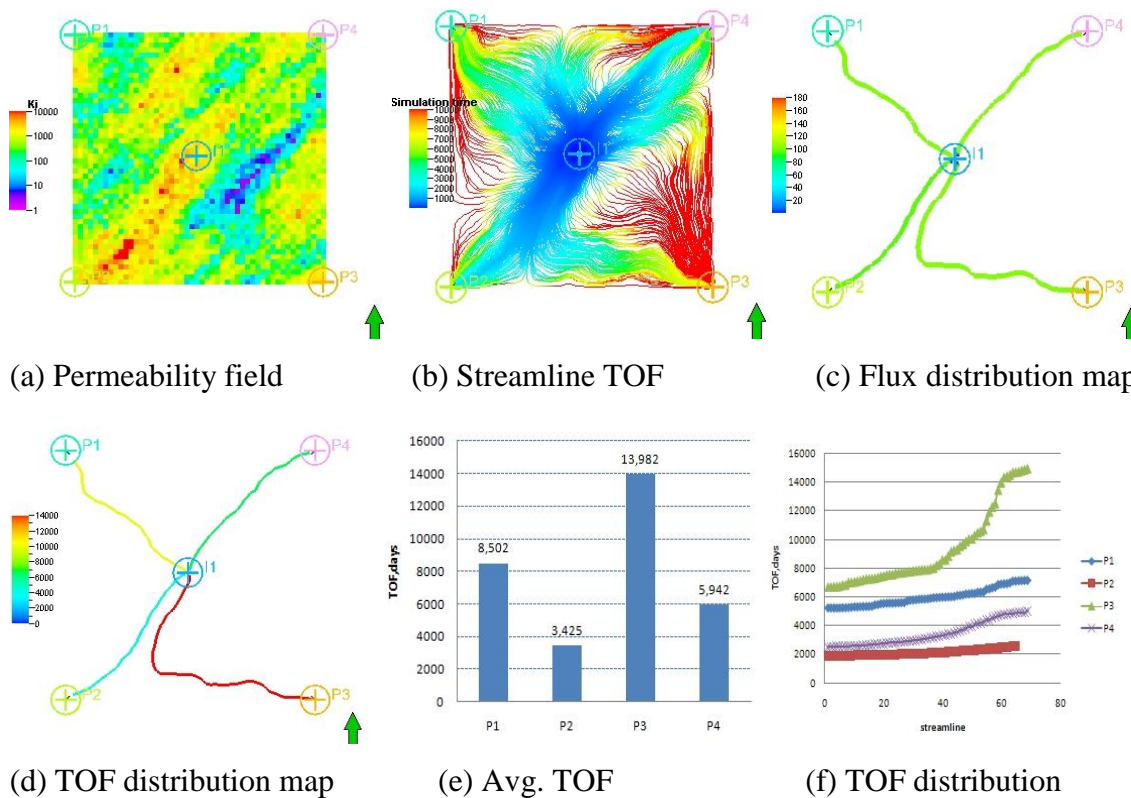 P1
P4
Ki
10000
1000
100
10
1
I1
P2
P3
P1
P4
Simulation time
10000
9000
8000
7000
6000
5000
4000
3000
2000
1000
I1
P2
P3
P1
P4
180
160
140
120
100
80
60
40
20
I1
P2
P3
(a) Permeability field
(b) Streamline TOF
(c) Flux distribution map
P1
P4
14000
12000
10000
8000
6000
4000
2000
0
I1
P2
P3
16000
14000
12000
10000
8000
6000
4000
2000
0
TOF,days
8,502
3,425
13,982
5,942
P1 P2 P3 P4
16000
14000
12000
10000
8000
6000
4000
2000
0
TOF,days
0 20 40 60 80
streamline
P1
P2
P3
P4
(d) TOF distribution map
(e) Avg. TOF
(f) TOF distribution